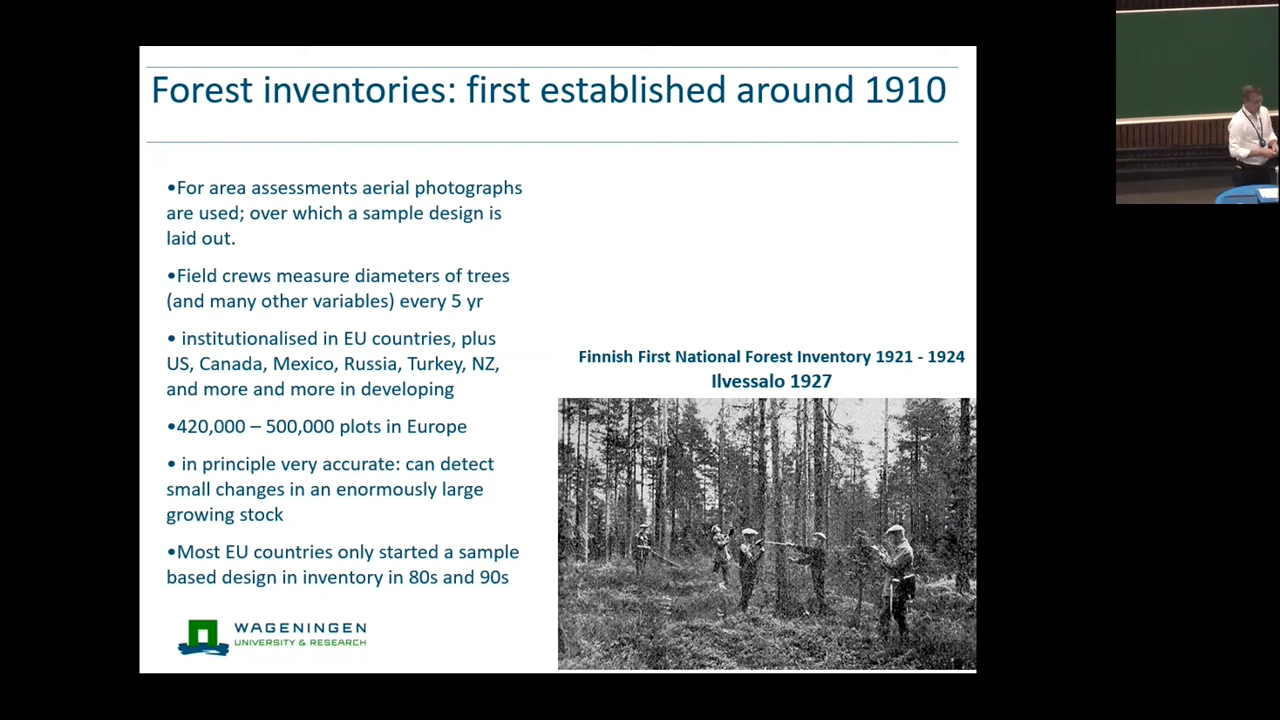 Forest inventories: first established around 1910
•For area assessments aerial photographs
are used; over which a sample design is
laid out.
•Field crews measure diameters of trees
(and many other variables) every 5 yr
• institutionalised in EU countries, plus
US, Canada, Mexico, Russia, Turkey, NZ,
and more and more in developing
•420,000 – 500,000 plots in Europe
• in principle very accurate: can detect
small changes in an enormously large
growing stock
•Most EU countries only started a sample
based design in inventory in 80s and 90s
Finnish First National Forest Inventory 1921 - 1924
Ilvessalo 1927
WAGENINGEN
UNIVERSITY & RESEARCH